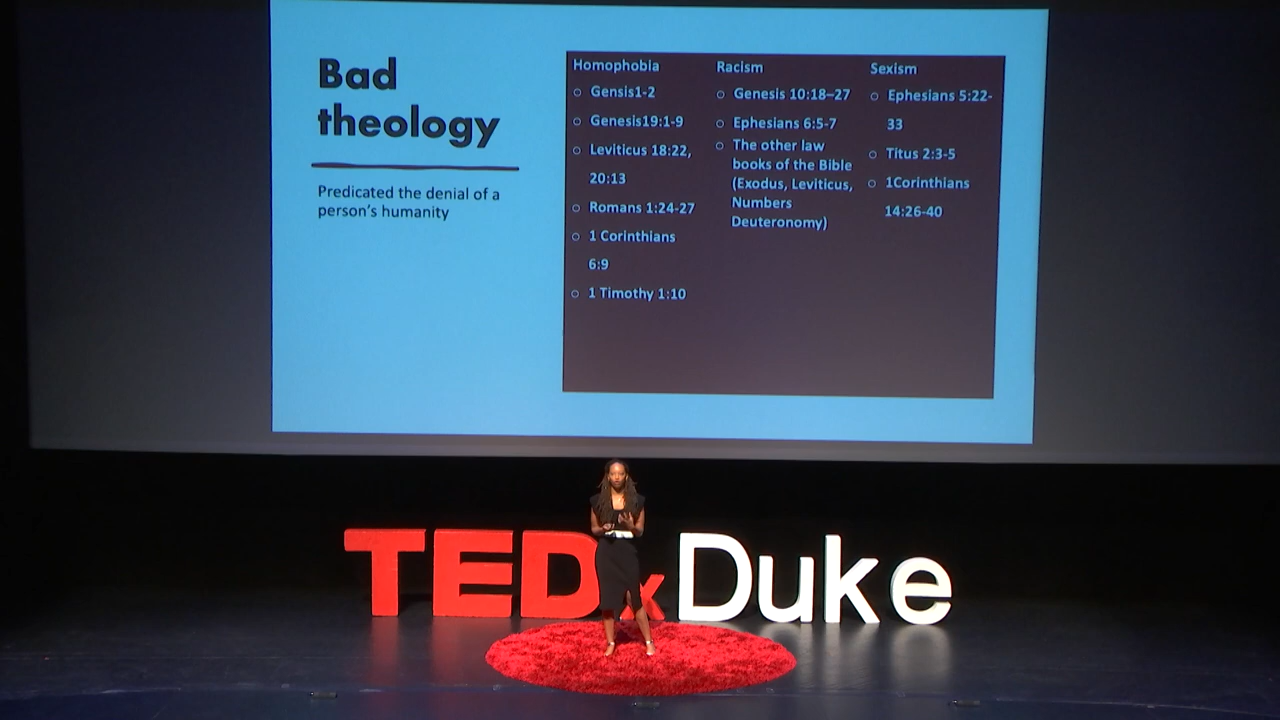 Bad
theology
Predicated the denial of a
person's humanity
Homophobia
○ Gensis1-2
○ Genesis19:1-9
○ Leviticus 18:22,
20:13
○ Romans 1:24-27
○ 1 Corinthians
6:9
○ 1 Timothy 1:10
Racism
○ Genesis 10:18–27
○ Ephesians 6:5-7
○ The other law
books of the Bible
(Exodus, Leviticus,
Numbers
Deuteronomy)
Sexism
○ Ephesians 5:22-
33
○ Titus 2:3-5
○ 1Corinthians
14:26-40
TEDxDuke